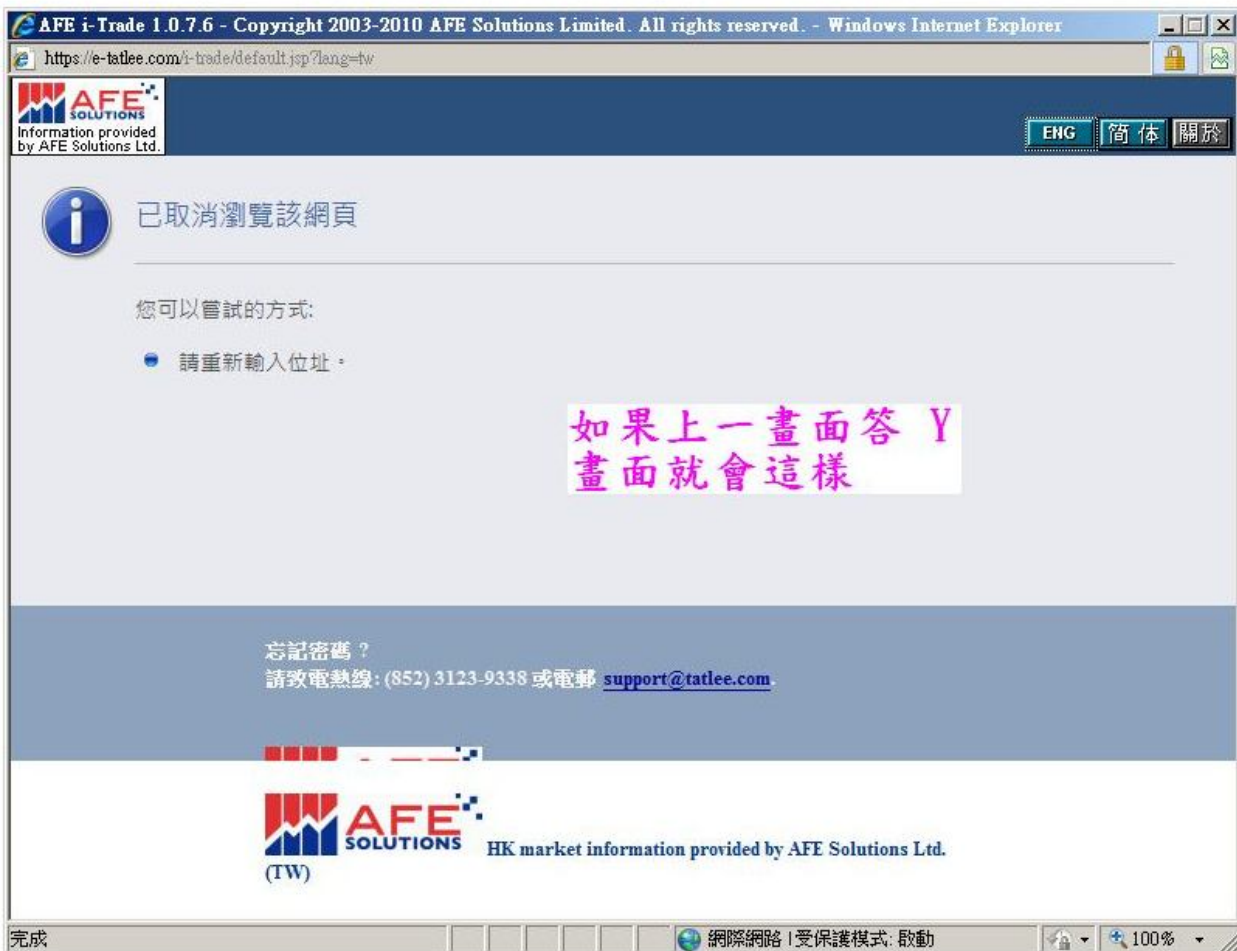 AFE i-Trade 1.0.7.6 - Copyright 2003-2010 AFE Solutions Limited. All rights reserved. - Windows Internet Explorer
https://e-tatlee.com/i-trade/default.jsp?lang=tw
AFE
SOLUTIONS
Information provided
by AFE Solutions Ltd.
ENG 简体 關於
已取消瀏覽該網頁
您可以嘗試的方式:
請重新輸入位址。
如果上一畫面答 Y
畫面就會這樣
忘記密碼？
請致電熱線: (852) 3123-9338 或電郵 support@tatlee.com.
AFE
SOLUTIONS HK market information provided by AFE Solutions Ltd.
(TW)
完成 網際網路 | 受保護模式: 啟動 100%